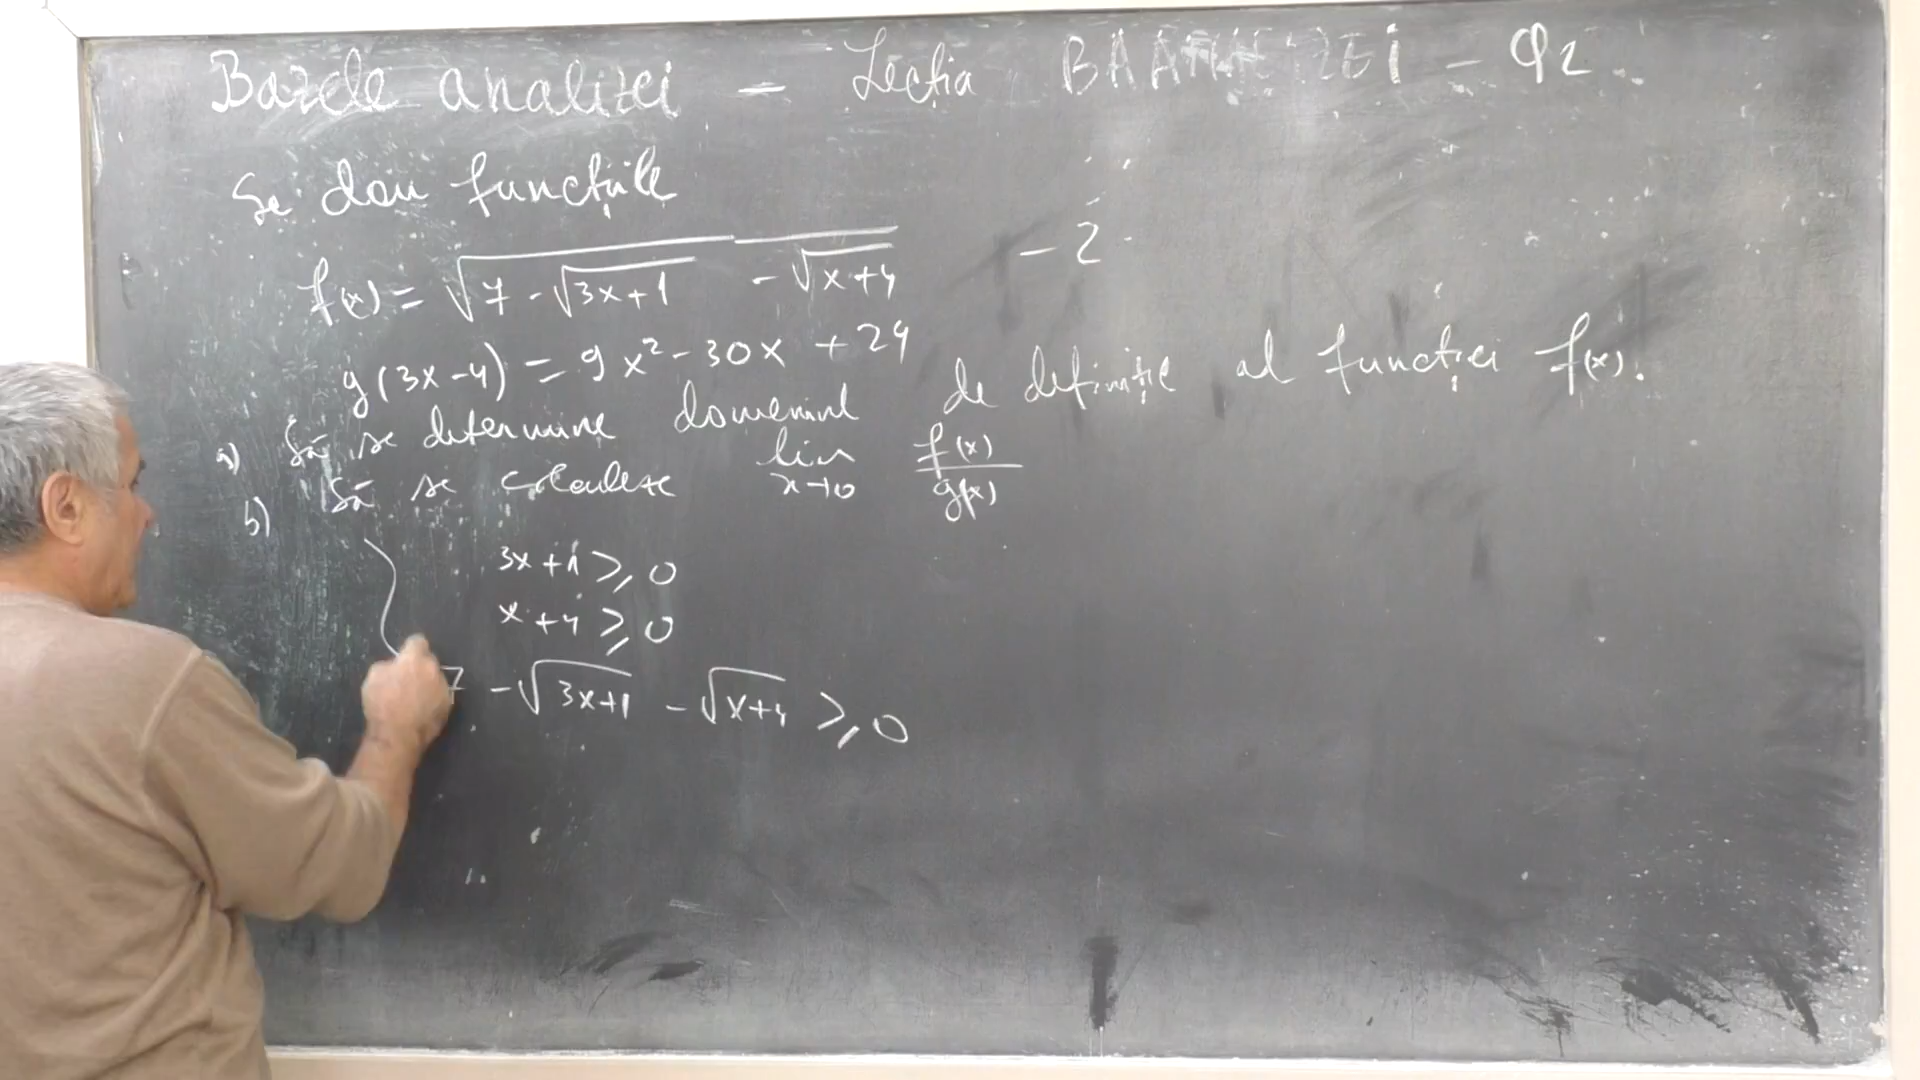 Bazele analizei - Lecția - 92
Se dau funcțiile
f(x) = √(7 - √(3x+1) - √(x+4)) - 2
g(3x-4) = 9x² - 30x + 24
a) Să se determine domeniul de definiție al funcției f(x).
b) Să se calculeze lim x→0 f(x)/g(x)
3x+1 ⩾ 0
x+4 ⩾ 0
7 - √(3x+1) - √(x+4) ⩾ 0